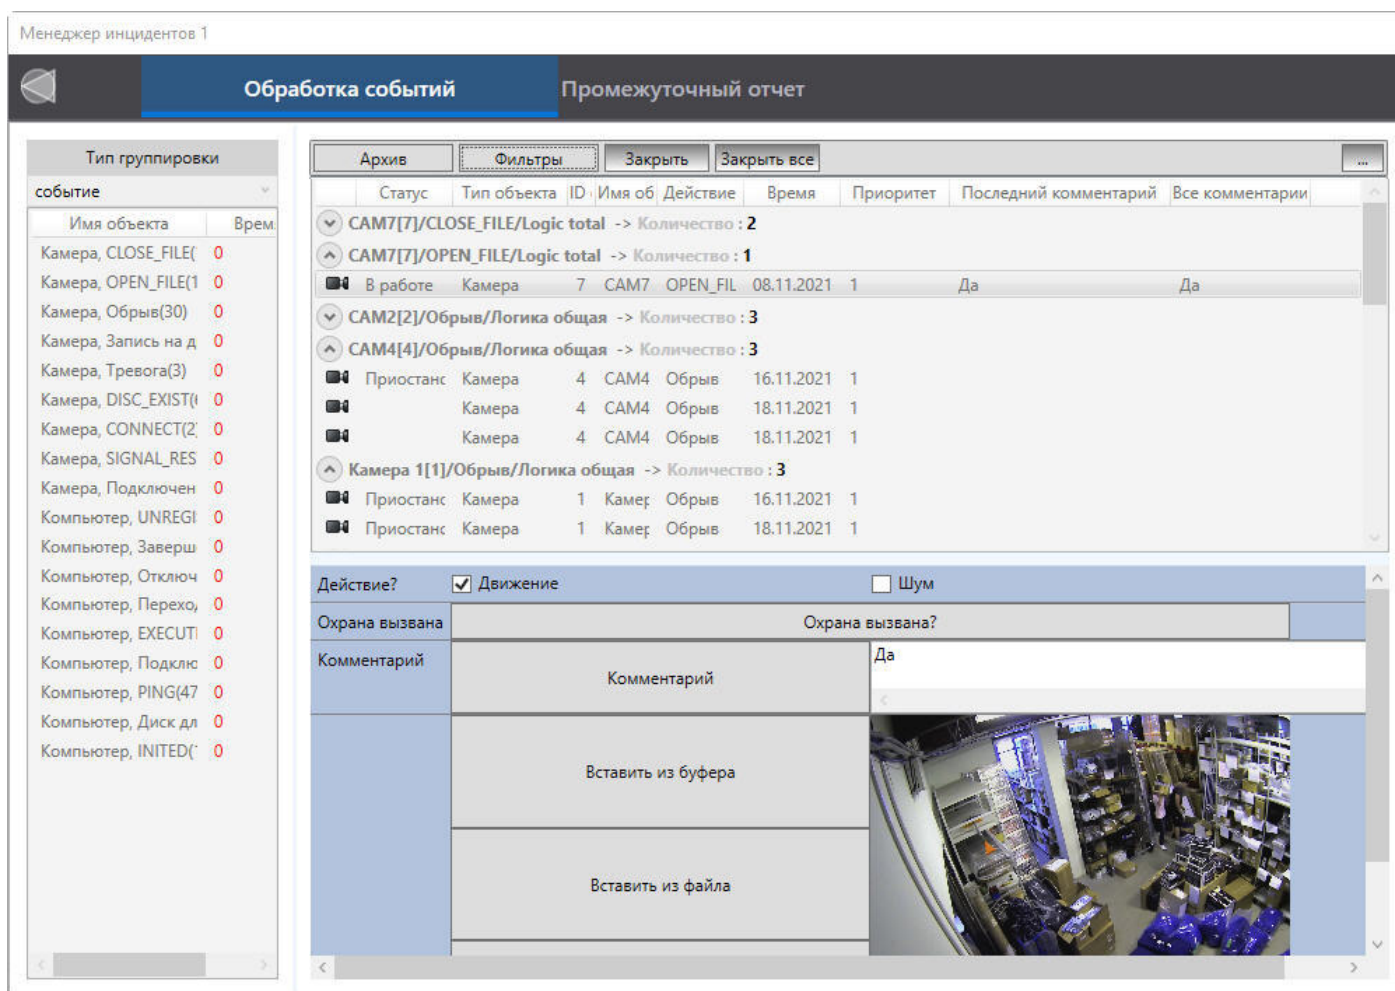 Менеджер инцидентов 1
Обработка событий Промежуточный отчет
Тип группировки
событие
Имя объекта Врем
Камера, CLOSE_FILE( 0
Камера, OPEN_FILE(1 0
Камера, Обрыв(30) 0
Камера, Запись на д 0
Камера, Тревога(3) 0
Камера, DISC_EXIST( 0
Камера, CONNECT(2 0
Камера, SIGNAL_RES 0
Камера, Подключен 0
Компьютер, UNREGI 0
Компьютер, Заверш 0
Компьютер, Отключ 0
Компьютер, Перехо 0
Компьютер, EXECUT 0
Компьютер, Подклю 0
Компьютер, PING(47 0
Компьютер, Диск дл 0
Компьютер, INITED( 0
Архив Фильтры Закрыть Закрыть все ...
Статус Тип объекта ID Имя об Действие Время Приоритет Последний комментарий Все комментарии
CAM7[7]/CLOSE_FILE/Logic total -> Количество : 2
CAM7[7]/OPEN_FILE/Logic total -> Количество : 1
В работе Камера 7 CAM7 OPEN_FIL 08.11.2021 1 Да Да
CAM2[2]/Обрыв/Логика общая -> Количество : 3
CAM4[4]/Обрыв/Логика общая -> Количество : 3
Приостанс Камера 4 CAM4 Обрыв 16.11.2021 1
Камера 4 CAM4 Обрыв 18.11.2021 1
Камера 4 CAM4 Обрыв 18.11.2021 1
Камера 1[1]/Обрыв/Логика общая -> Количество : 3
Приостанс Камера 1 Камер Обрыв 16.11.2021 1
Приостанс Камера 1 Камер Обрыв 18.11.2021 1
Действие? Движение Шум
Охрана вызвана Охрана вызвана?
Комментарий Комментарий Да
Вставить из буфера
Вставить из файла